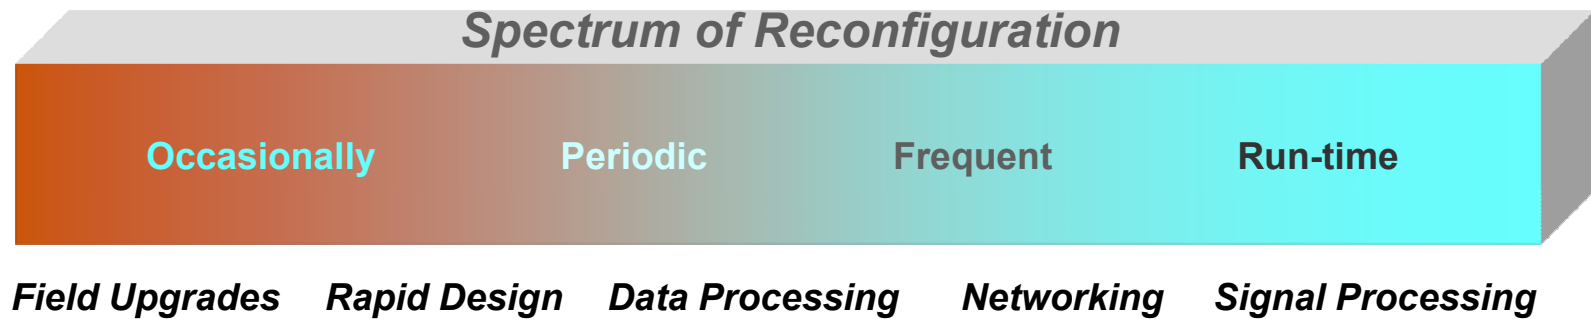 Spectrum of Reconfiguration
Occasionally Periodic Frequent Run-time
Field Upgrades Rapid Design Data Processing Networking Signal Processing